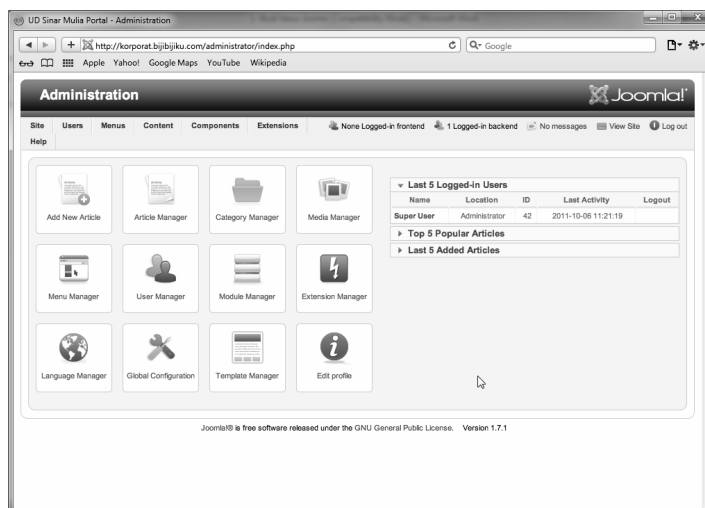 UD Sinar Mulia Portal - Administration
http://korporat.bijibijiku.com/administrator/index.php
Google
Apple Yahoo! Google Maps YouTube Wikipedia
Administration
Joomla!
Site Users Menus Content Components Extensions None Logged-in frontend 1 Logged-in backend No messages View Site Log out
Help
Add New Article Article Manager Category Manager Media Manager
Last 5 Logged-in Users
Name Location ID Last Activity Logout
Super User Administrator 42 2011-10-06 11:21:19
Top 5 Popular Articles
Last 5 Added Articles
Menu Manager User Manager Module Manager Extension Manager
Language Manager Global Configuration Template Manager Edit profile
Joomla!® is free software released under the GNU General Public License. Version 1.7.1